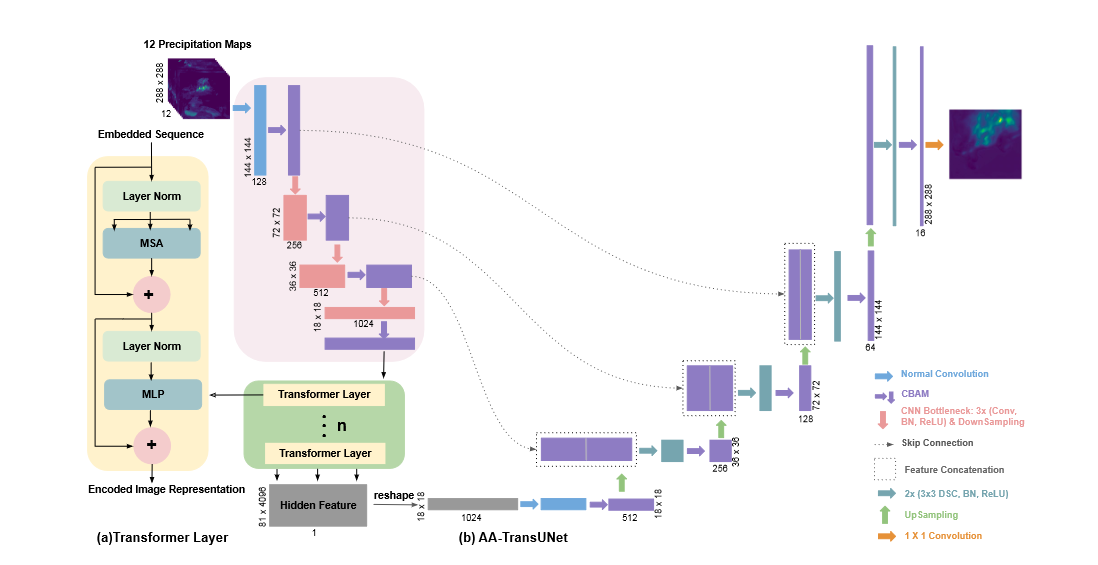 12 Precipitation Maps
288 x 288
12
Embedded Sequence
Layer Norm
MSA
+
Layer Norm
MLP
+
Encoded Image Representation
(a)Transformer Layer
144 x 144
128
72 x 72
256
36 x 36
512
18 x 18
1024
Transformer Layer
n
Transformer Layer
81 x 4096
Hidden Feature
1
reshape
18 x 18
1024
512
18 x 18
(b) AA-TransUNet
256
36 x 36
128
72 x 72
64
144 x 144
16
288 x 288
Normal Convolution
CBAM
CNN Bottleneck: 3x (Conv,
BN, ReLU) & DownSampling
Skip Connection
Feature Concatenation
2x (3x3 DSC, BN, ReLU)
UpSampling
1 X 1 Convolution